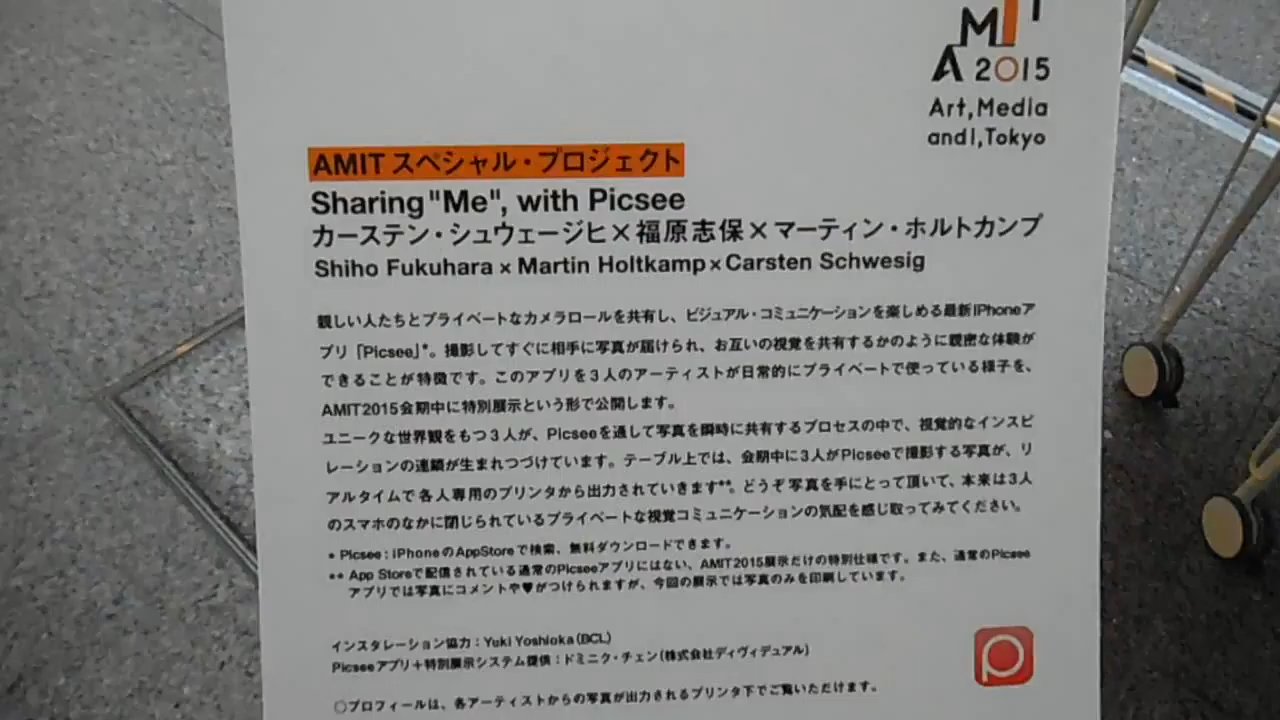 AMIT
2015
Art, Media
and I, Tokyo
AMIT スペシャル・プロジェクト
Sharing "Me", with Picsee
カーステン・シュウェージヒ×福原志保×マーティン・ホルトカンプ
Shiho Fukuhara × Martin Holtkamp × Carsten Schwesig
親しい人たちとプライベートなカメラロールを共有し、ビジュアル・コミュニケーションを楽しめる最新iPhoneア
プリ「Picsee」*。撮影してすぐに相手に写真が届けられ、お互いの視覚を共有するかのように親密な体験が
できることが特徴です。このアプリを3人のアーティストが日常的にプライベートで使っている様子を、
AMIT2015会期中に特別展示という形で公開します。
ユニークな世界観をもつ3人が、Picseeを通して写真を瞬時に共有するプロセスの中で、視覚的なインスピ
レーションの連鎖が生まれつづけています。テーブル上では、会期中に3人がPicseeで撮影する写真が、リ
アルタイムで各人専用のプリンタから出力されていきます**。どうぞ写真を手にとって頂いて、本来は3人
のスマホのなかに閉じられているプライベートな視覚コミュニケーションの気配を感じ取ってみてください。
* Picsee : iPhoneのAppStoreで検索、無料ダウンロードできます。
** App Storeで配信されている通常のPicseeアプリにはない、AMIT2015展示だけの特別仕様です。また、通常のPicsee
アプリでは写真にコメントや♥がつけられますが、今回の展示では写真のみを印刷しています。
インスタレーション協力：Yuki Yoshioka (BCL)
Picseeアプリ＋特別展示システム提供：ドミニク・チェン(株式会社ディヴィデュアル)
○プロフィールは、各アーティストからの写真が出力されるプリンタ下でご覧いただけます。